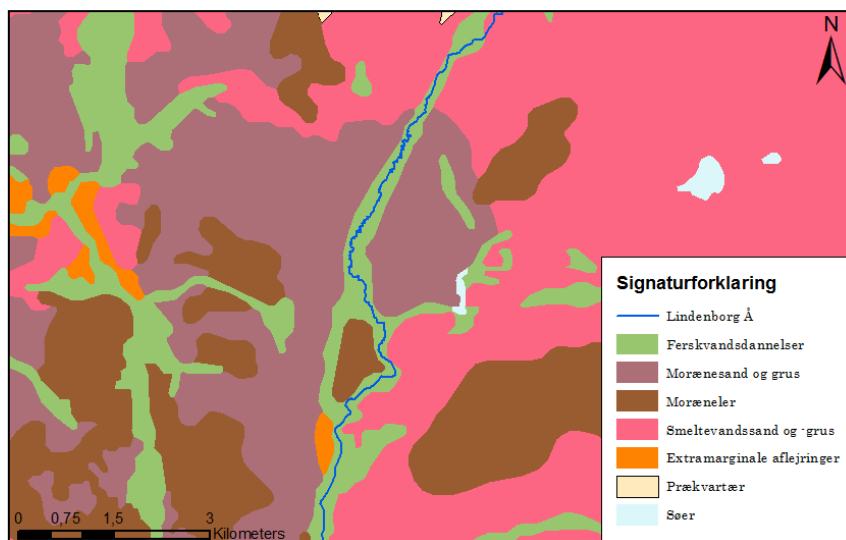 N
Signaturforklaring
Lindenborg Å
Ferskvandsdannelser
Morænesand og grus
Moræneler
Smeltevandssand og -grus
Extramarginale aflejringer
Prækvartær
Søer
0 0,75 1,5 3
Kilometers